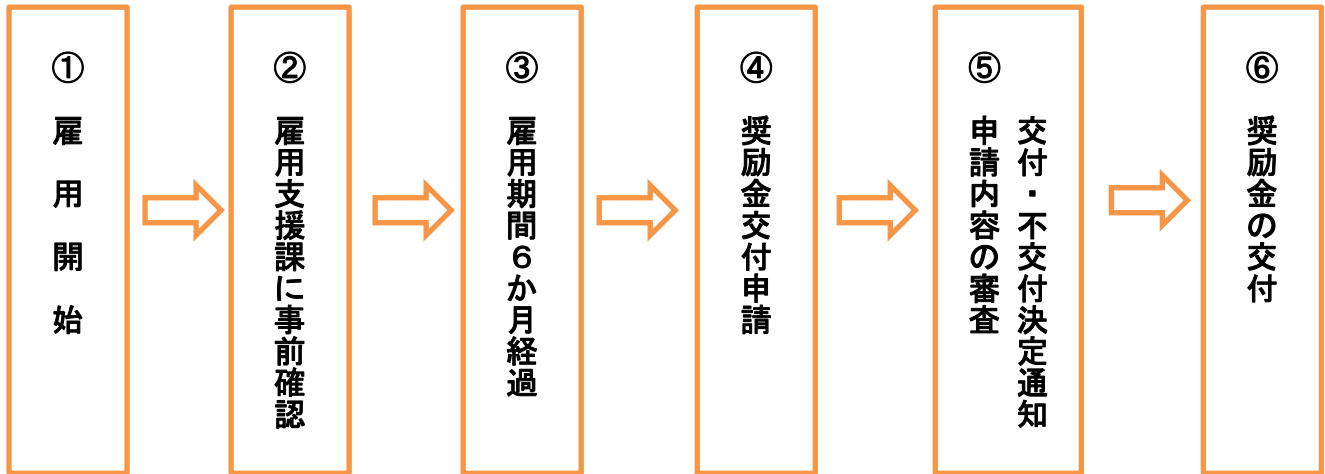 ①
雇用開始
②
雇用支援課に事前確認
③
雇用期間６か月経過
④
奨励金交付申請
⑤
交付・不交付決定通知
申請内容の審査
⑥
奨励金の交付